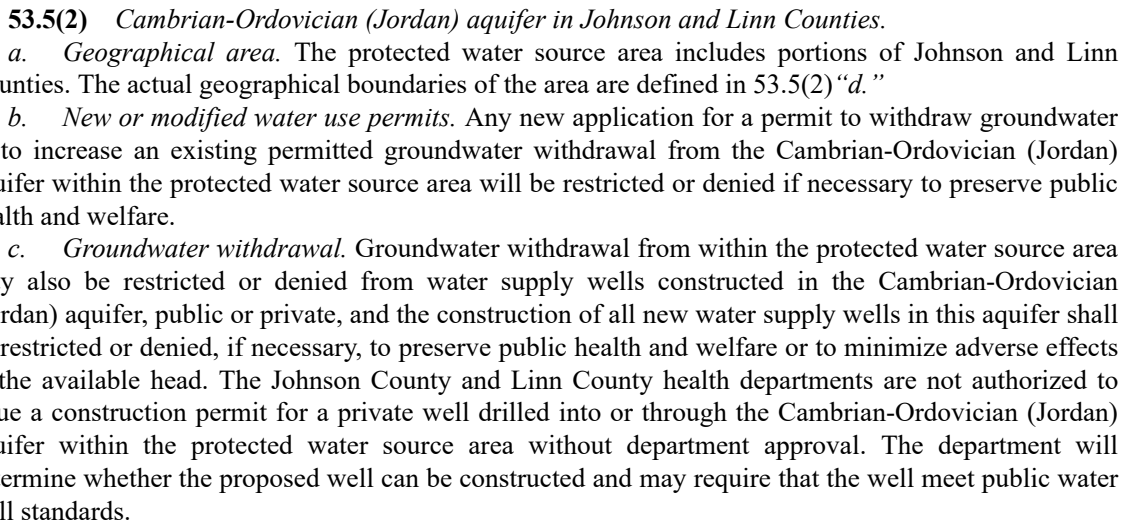 53.5(2) Cambrian-Ordovician (Jordan) aquifer in Johnson and Linn Counties.
a. Geographical area. The protected water source area includes portions of Johnson and Linn
unties. The actual geographical boundaries of the area are defined in 53.5(2)“d.”
b. New or modified water use permits. Any new application for a permit to withdraw groundwater
to increase an existing permitted groundwater withdrawal from the Cambrian-Ordovician (Jordan)
uifer within the protected water source area will be restricted or denied if necessary to preserve public
alth and welfare.
c. Groundwater withdrawal. Groundwater withdrawal from within the protected water source area
y also be restricted or denied from water supply wells constructed in the Cambrian-Ordovician
rdan) aquifer, public or private, and the construction of all new water supply wells in this aquifer shall
restricted or denied, if necessary, to preserve public health and welfare or to minimize adverse effects
the available head. The Johnson County and Linn County health departments are not authorized to
ue a construction permit for a private well drilled into or through the Cambrian-Ordovician (Jordan)
uifer within the protected water source area without department approval. The department will
ermine whether the proposed well can be constructed and may require that the well meet public water
ll standards.